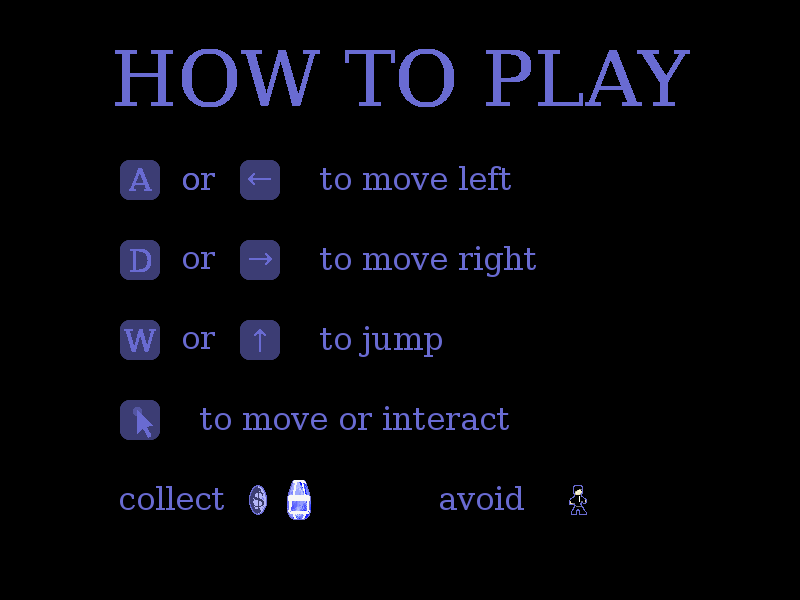 HOW TO PLAY
A or ← to move left
D or → to move right
W or ↑ to jump
to move or interact
collect $ avoid